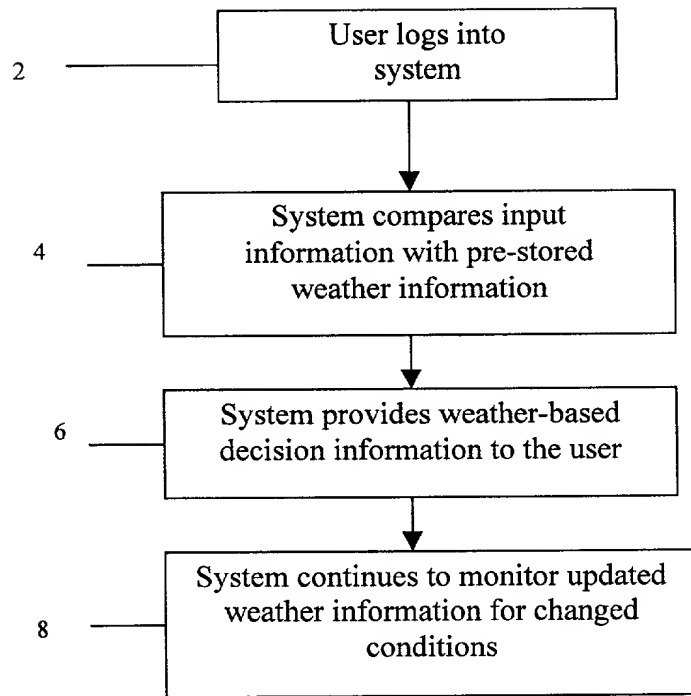 User logs into
system
2
System compares input
information with pre-stored
weather information
4
System provides weather-based
decision information to the user
6
System continues to monitor updated
weather information for changed
conditions
8